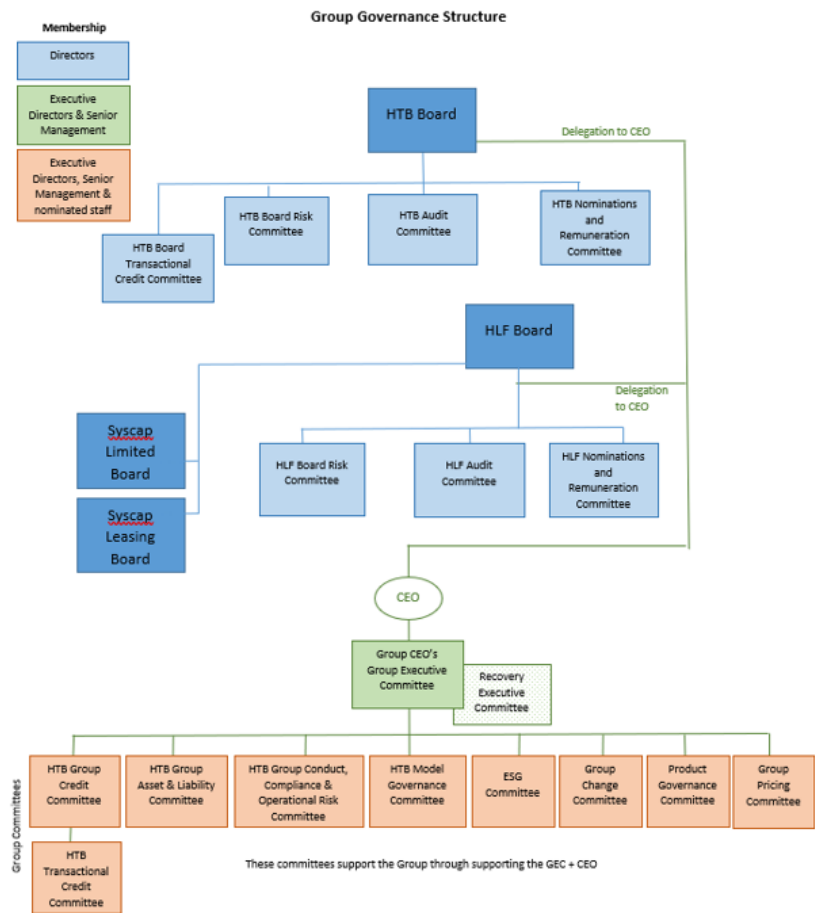 Group Governance Structure
Membership
Directors
Executive
Directors & Senior
Management
Executive
Directors, Senior
Management &
nominated staff
HTB Board
Delegation to CEO
HTB Board
Transactional
Credit Committee
HTB Board Risk
Committee
HTB Audit
Committee
HTB Nominations
and
Remuneration
Committee
HLF Board
Delegation
to CEO
Syscap
Limited
Board
Syscap
Leasing
Board
HLF Board Risk
Committee
HLF Audit
Committee
HLF Nominations
and
Remuneration
Committee
CEO
Group CEO's
Group Executive
Committee
Recovery
Executive
Committee
Group Committees
HTB Group
Credit
Committee
HTB Group
Asset & Liability
Committee
HTB Group Conduct,
Compliance &
Operational Risk
Committee
HTB Model
Governance
Committee
ESG
Committee
Group
Change
Committee
Product
Governance
Committee
Group
Pricing
Committee
HTB
Transactional
Credit
Committee
These committees support the Group through supporting the GEC + CEO